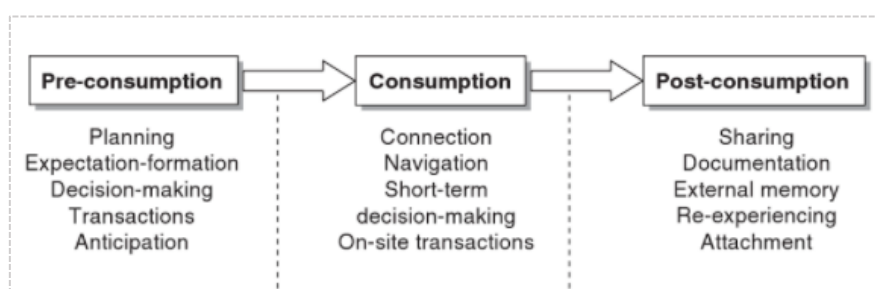 Pre-consumption
Consumption
Post-consumption
Planning
Expectation-formation
Decision-making
Transactions
Anticipation
Connection
Navigation
Short-term
decision-making
On-site transactions
Sharing
Documentation
External memory
Re-experiencing
Attachment